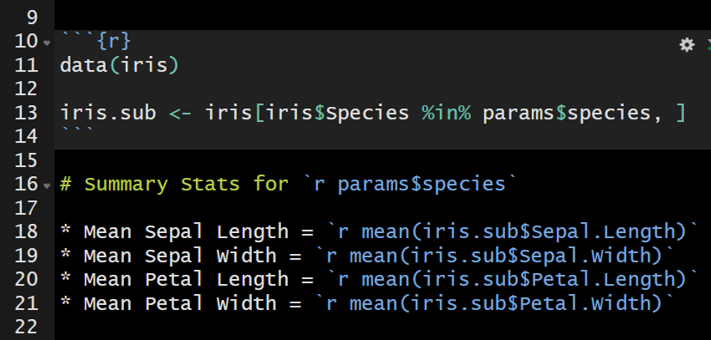 9
10 ```{r}
11 data(iris)
12
13 iris.sub <- iris[iris$Species %in% params$species, ]
14 ```
15
16 # Summary Stats for `r params$species`
17
18 * Mean Sepal Length = `r mean(iris.sub$Sepal.Length)`
19 * Mean Sepal Width = `r mean(iris.sub$Sepal.Width)`
20 * Mean Petal Length = `r mean(iris.sub$Petal.Length)`
21 * Mean Petal Width = `r mean(iris.sub$Petal.Width)`
22